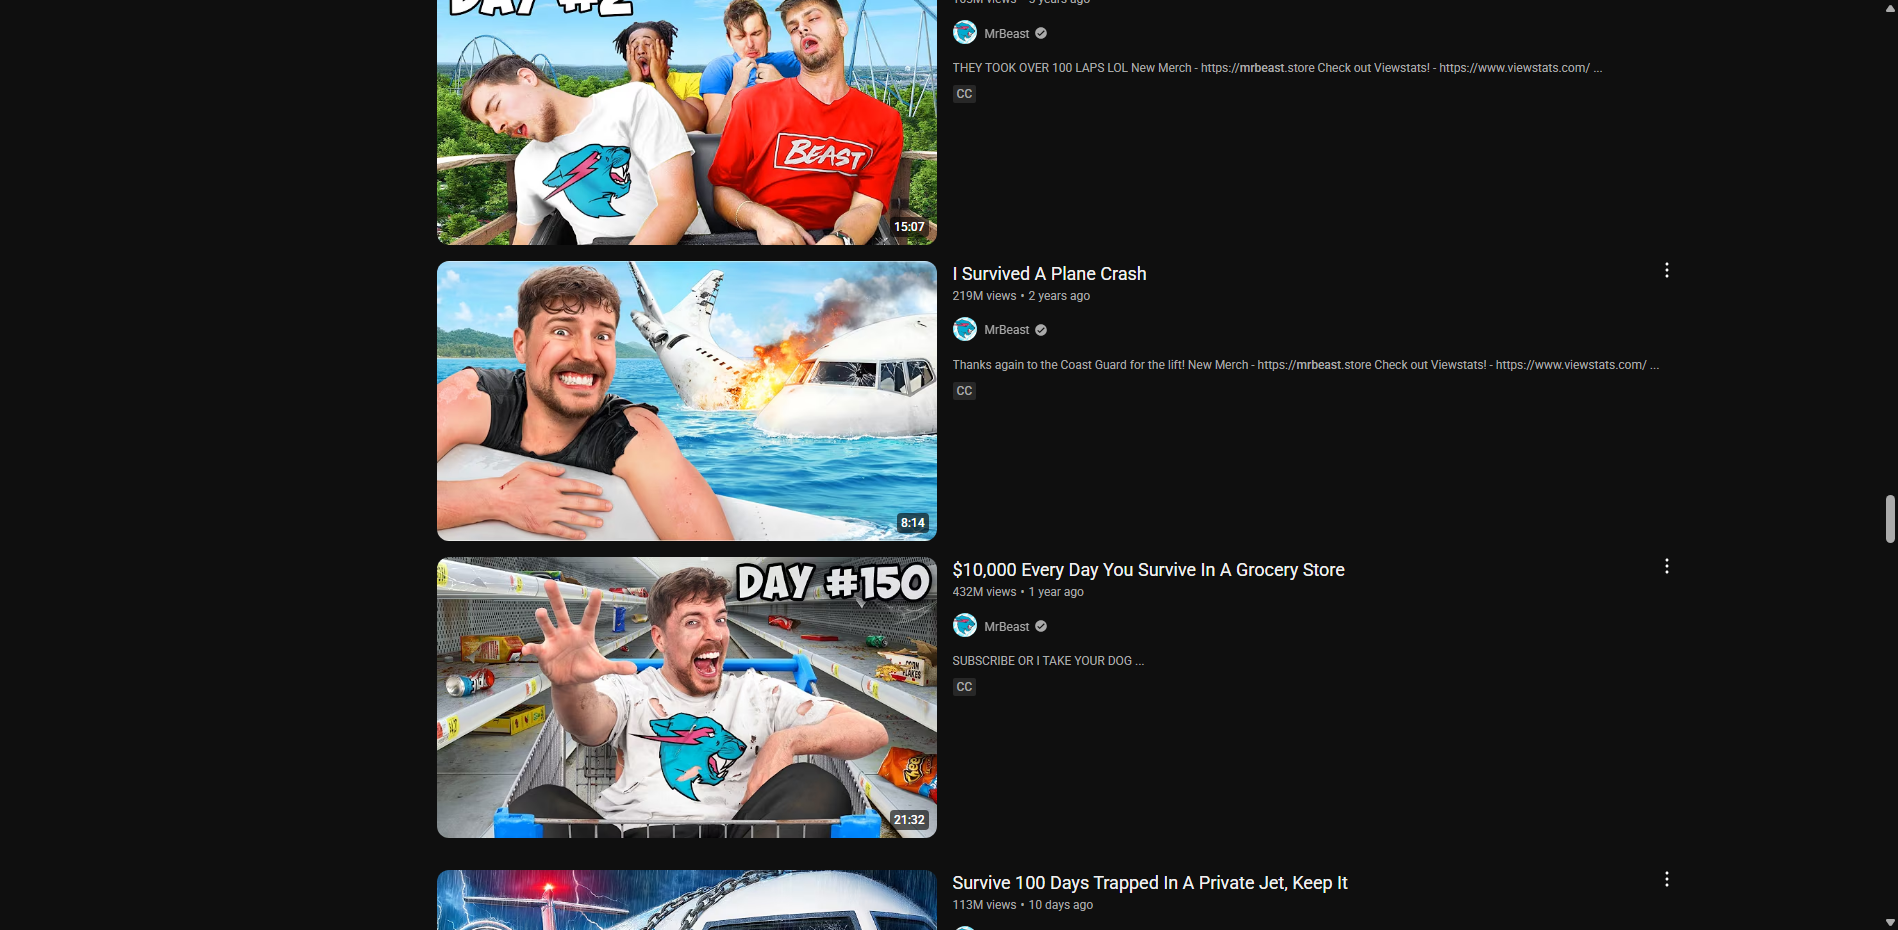 DAY #2
MrBeast
THEY TOOK OVER 100 LAPS LOL New Merch - https://mrbeast.store Check out Viewstats! - https://www.viewstats.com/ ...
CC
BEAST
15:07
I Survived A Plane Crash
219M views • 2 years ago
MrBeast
Thanks again to the Coast Guard for the lift! New Merch - https://mrbeast.store Check out Viewstats! - https://www.viewstats.com/ ...
CC
8:14
DAY #150
$10,000 Every Day You Survive In A Grocery Store
432M views • 1 year ago
MrBeast
SUBSCRIBE OR I TAKE YOUR DOG ...
CC
CORN
FLAKES
21:32
Survive 100 Days Trapped In A Private Jet, Keep It
113M views • 10 days ago